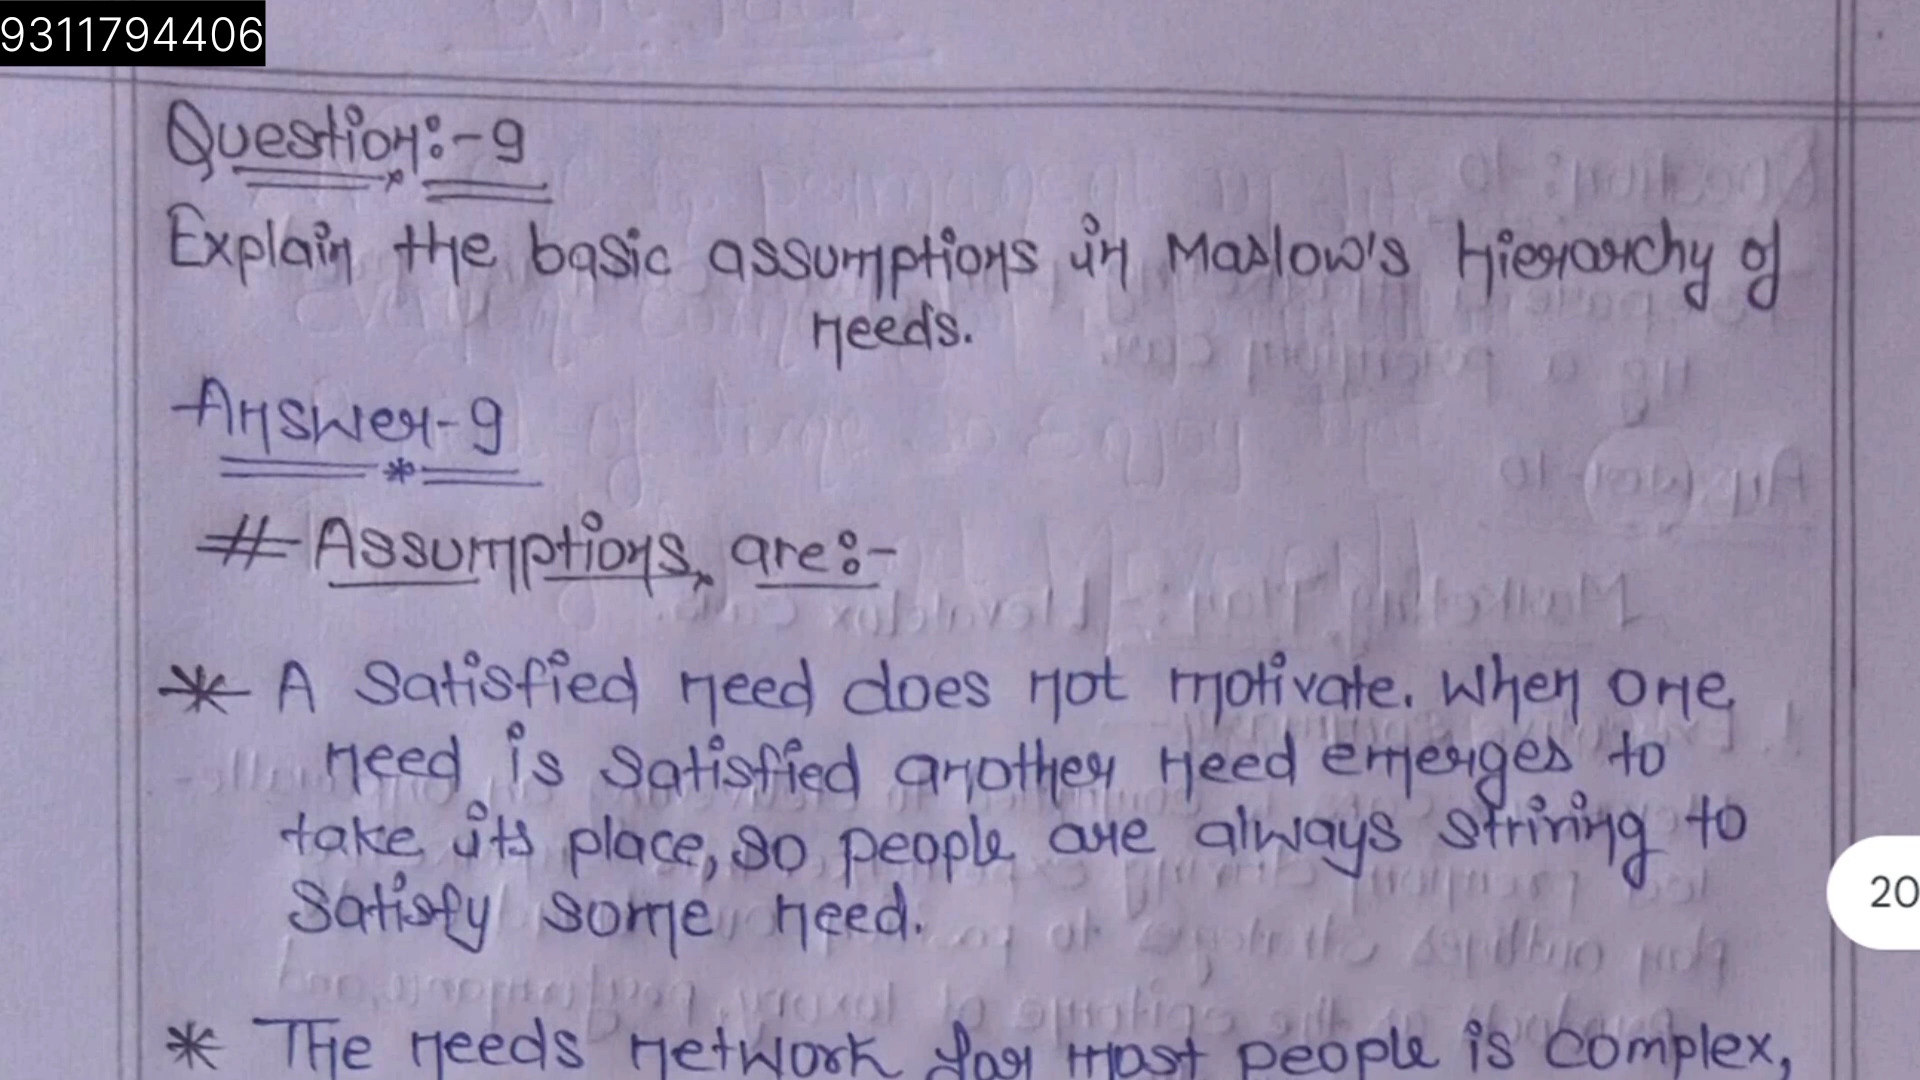 9311794406
Question:-9
Explain the basic assumptions in Maslow's hierarchy of
needs.
Answer-9
# Assumptions are:-
* A satisfied need does not motivate. When one
need is satisfied another need emerges to
take its place, so people are always striving to
satisfy some need.
20
* The needs network for most people is complex,